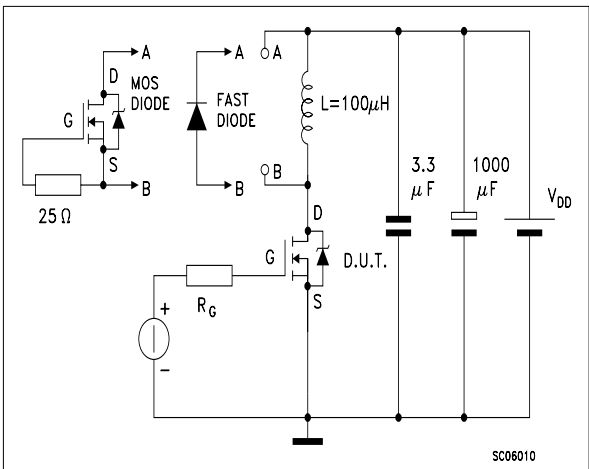 A
A
A
D
MOS
DIODE
G
FAST
DIODE
L=100μH
S
B
B
B
25 Ω
3.3
μF
1000
μF
V_DD
D
G
D.U.T.
S
R_G
+
-
SC06010